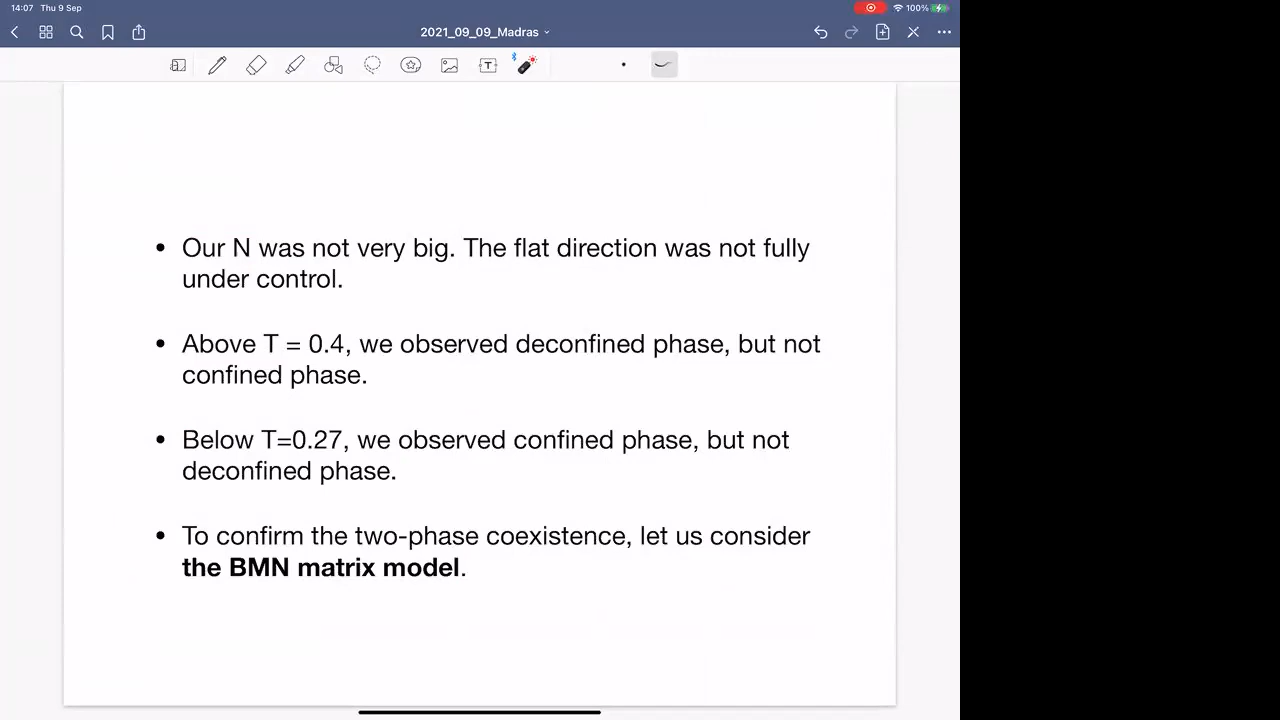 14:07 Thu 9 Sep
100%
2021_09_09_Madras
T
• Our N was not very big. The flat direction was not fully
under control.
• Above T = 0.4, we observed deconfined phase, but not
confined phase.
• Below T=0.27, we observed confined phase, but not
deconfined phase.
• To confirm the two-phase coexistence, let us consider
the BMN matrix model.